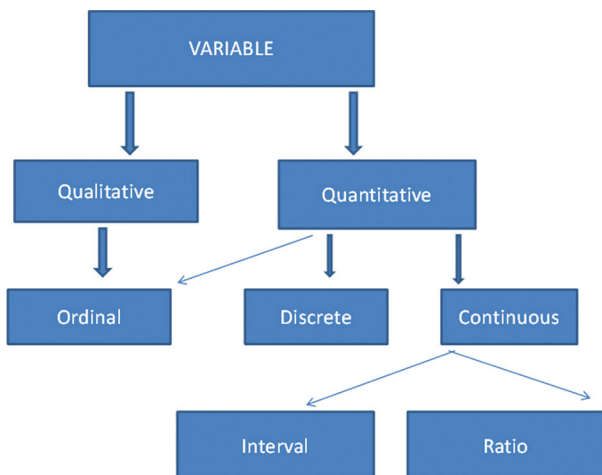 VARIABLE
Qualitative
Quantitative
Ordinal
Discrete
Continuous
Interval
Ratio